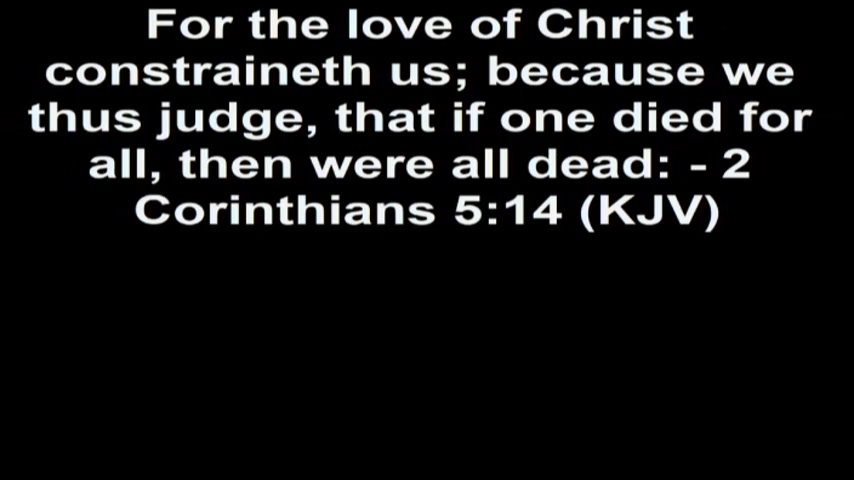 For the love of Christ
constraineth us; because we
thus judge, that if one died for
all, then were all dead: - 2
Corinthians 5:14 (KJV)